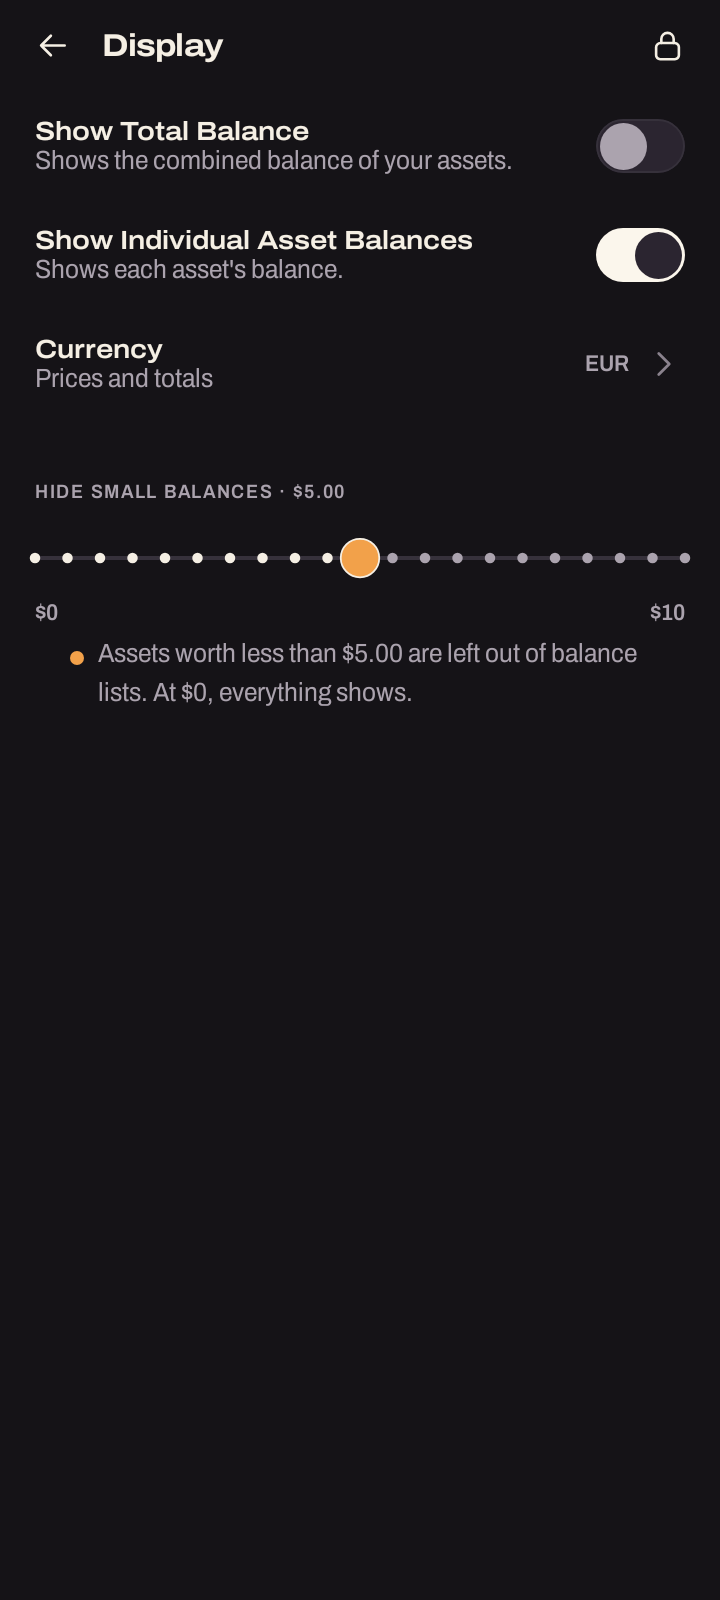 Display
Show Total Balance
Shows the combined balance of your assets.
Show Individual Asset Balances
Shows each asset's balance.
Currency
Prices and totals
EUR
HIDE SMALL BALANCES · $5.00
$0
$10
Assets worth less than $5.00 are left out of balance
lists. At $0, everything shows.